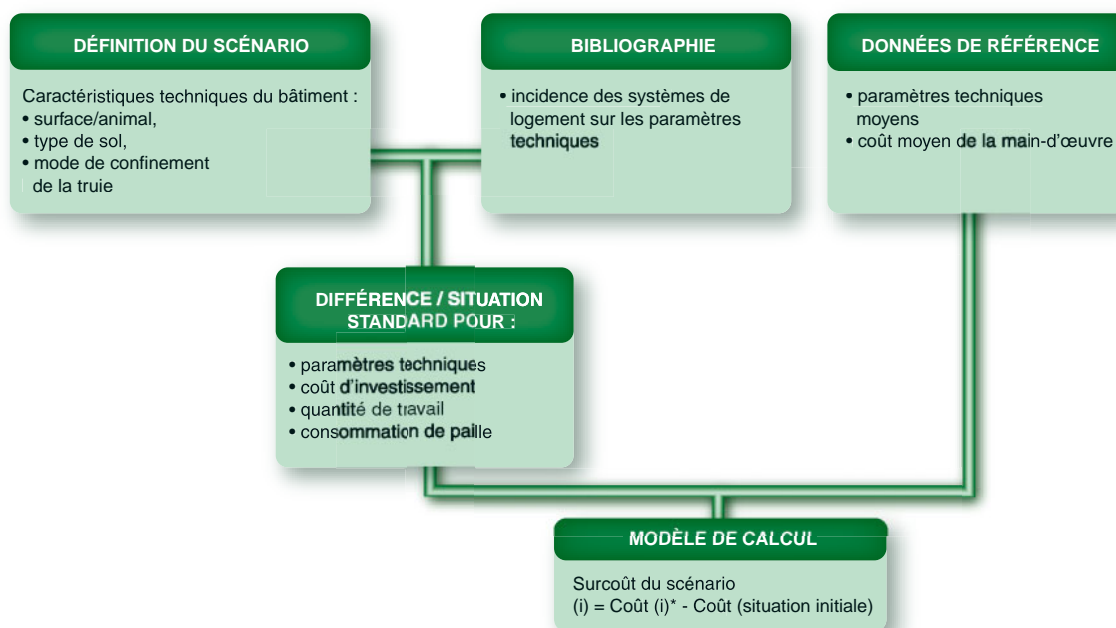 DÉFINITION DU SCÉNARIO
Caractéristiques techniques du bâtiment :
• surface/animal,
• type de sol,
• mode de confinement
de la truie
BIBLIOGRAPHIE
• incidence des systèmes de
logement sur les paramètres
techniques
DONNÉES DE RÉFÉRENCE
• paramètres techniques
moyens
• coût moyen de la main-d'œuvre
DIFFÉRENCE / SITUATION
STANDARD POUR :
• paramètres techniques
• coût d'investissement
• quantité de travail
• consommation de paille
MODÈLE DE CALCUL
Surcoût du scénario
(i) = Coût (i)* - Coût (situation initiale)